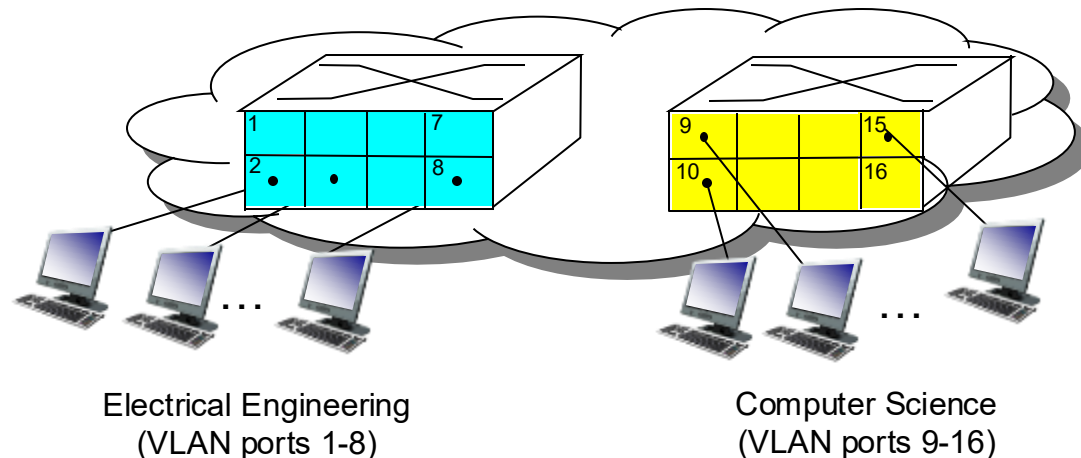 1 7
2 8
9 15
10 16
... ...
Electrical Engineering
(VLAN ports 1-8)
Computer Science
(VLAN ports 9-16)